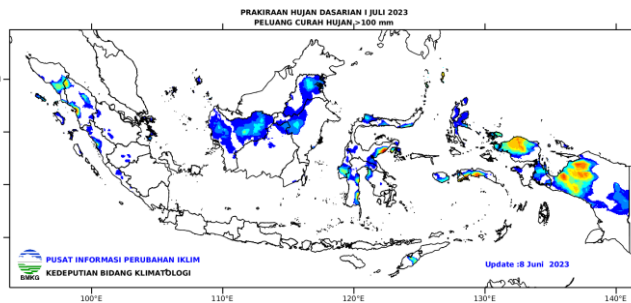 PRAKIRAAN HUJAN DASARIAN I JULI 2023
PELUANG CURAH HUJAN >100 mm
PUSAT INFORMASI PERUBAHAN IKLIM
KEDEPUTIAN BIDANG KLIMATOLOGI
BMKG
Update :8 Juni 2023
100°E 110°E 120°E 130°E 140°E